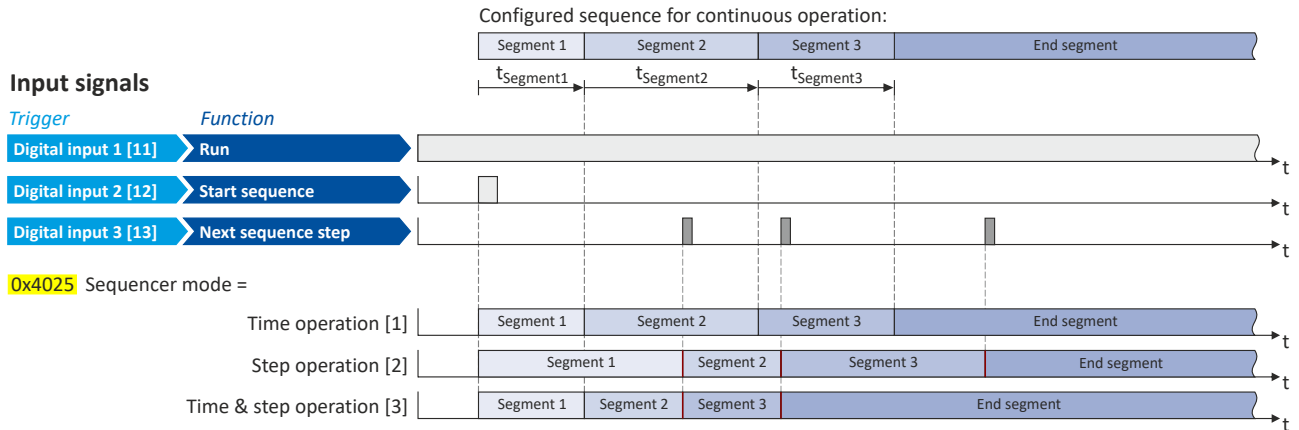 Configured sequence for continuous operation:
Segment 1 Segment 2 Segment 3 End segment
tSegment1 tSegment2 tSegment3
Input signals
Trigger Function
Digital input 1 [11] Run
t
Digital input 2 [12] Start sequence
t
Digital input 3 [13] Next sequence step
t
0x4025 Sequencer mode =
Time operation [1] Segment 1 Segment 2 Segment 3 End segment
t
Step operation [2] Segment 1 Segment 2 Segment 3 End segment
t
Time & step operation [3] Segment 1 Segment 2 Segment 3 End segment
t